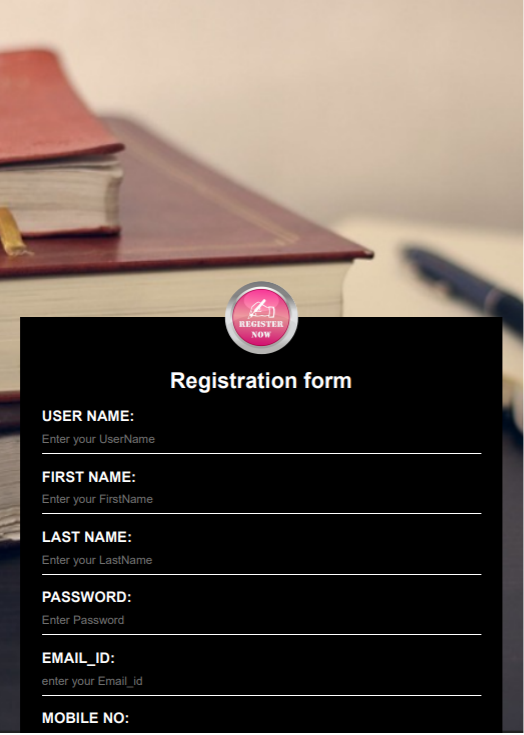 REGISTER
NOW
Registration form
USER NAME:
Enter your UserName
FIRST NAME:
Enter your FirstName
LAST NAME:
Enter your LastName
PASSWORD:
Enter Password
EMAIL_ID:
enter your Email_id
MOBILE NO: